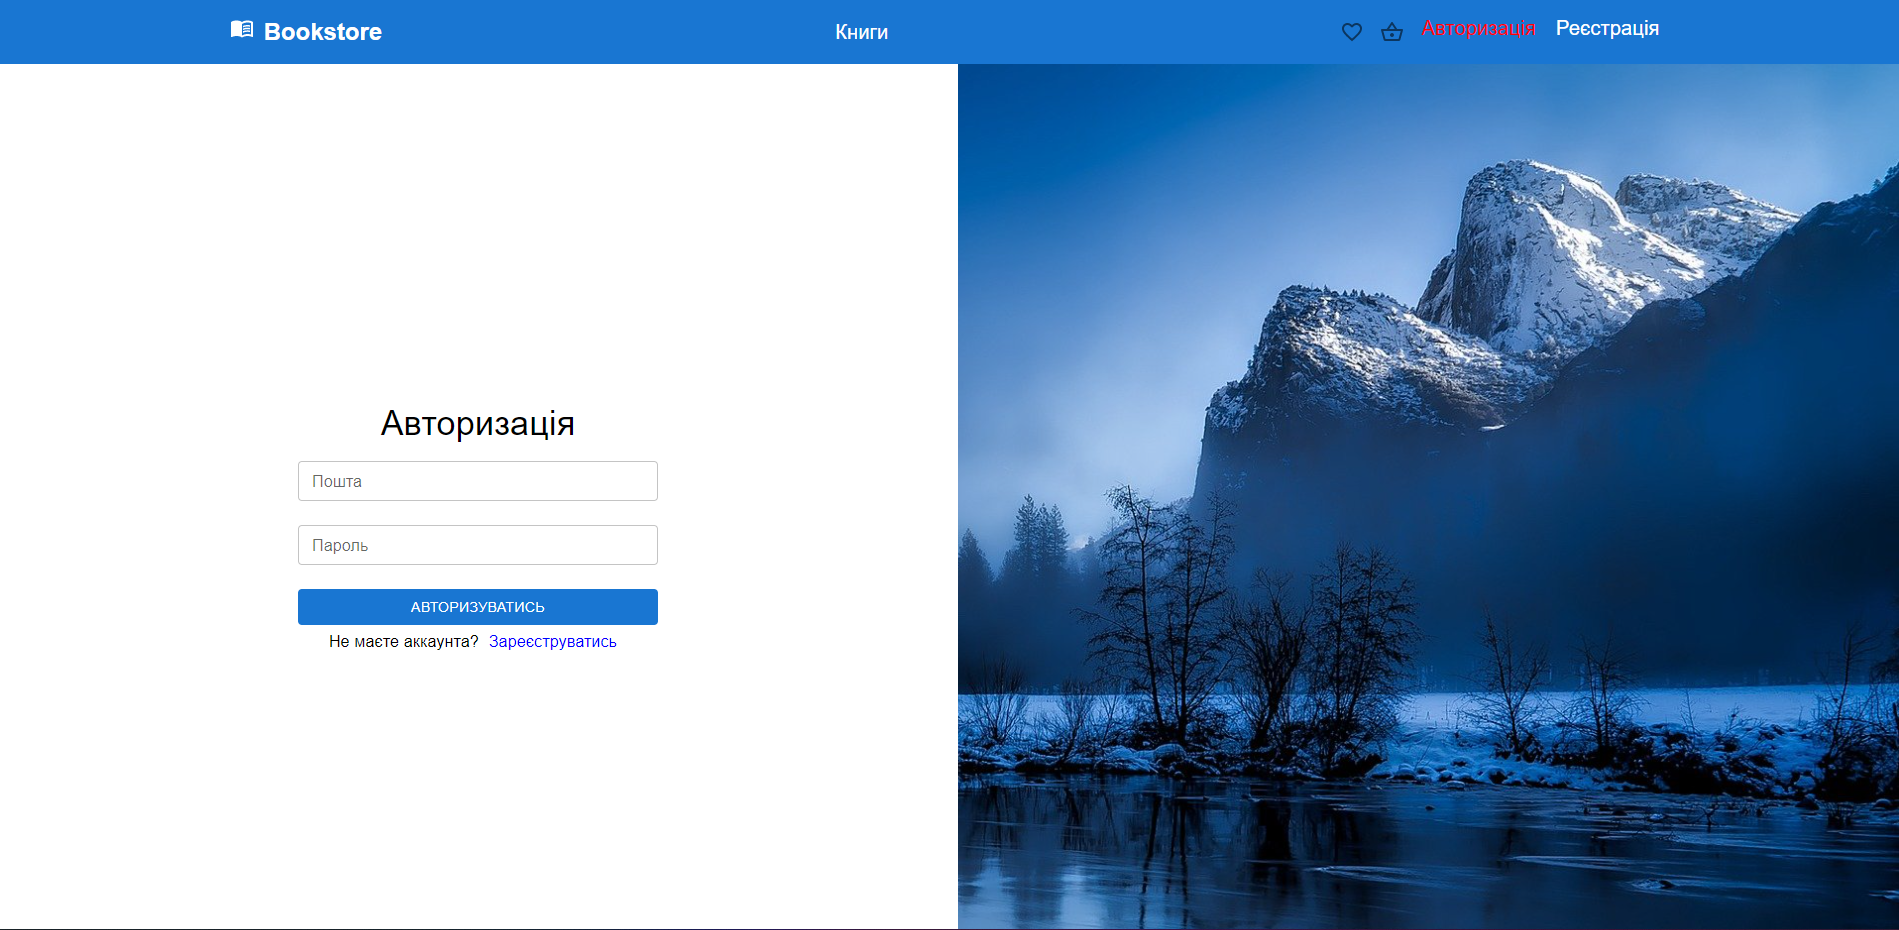 Bookstore
Книги
Авторизація
Реєстрація
Авторизація
Пошта
Пароль
АВТОРИЗУВАТИСЬ
Не маєте аккаунта? Зареєструватись